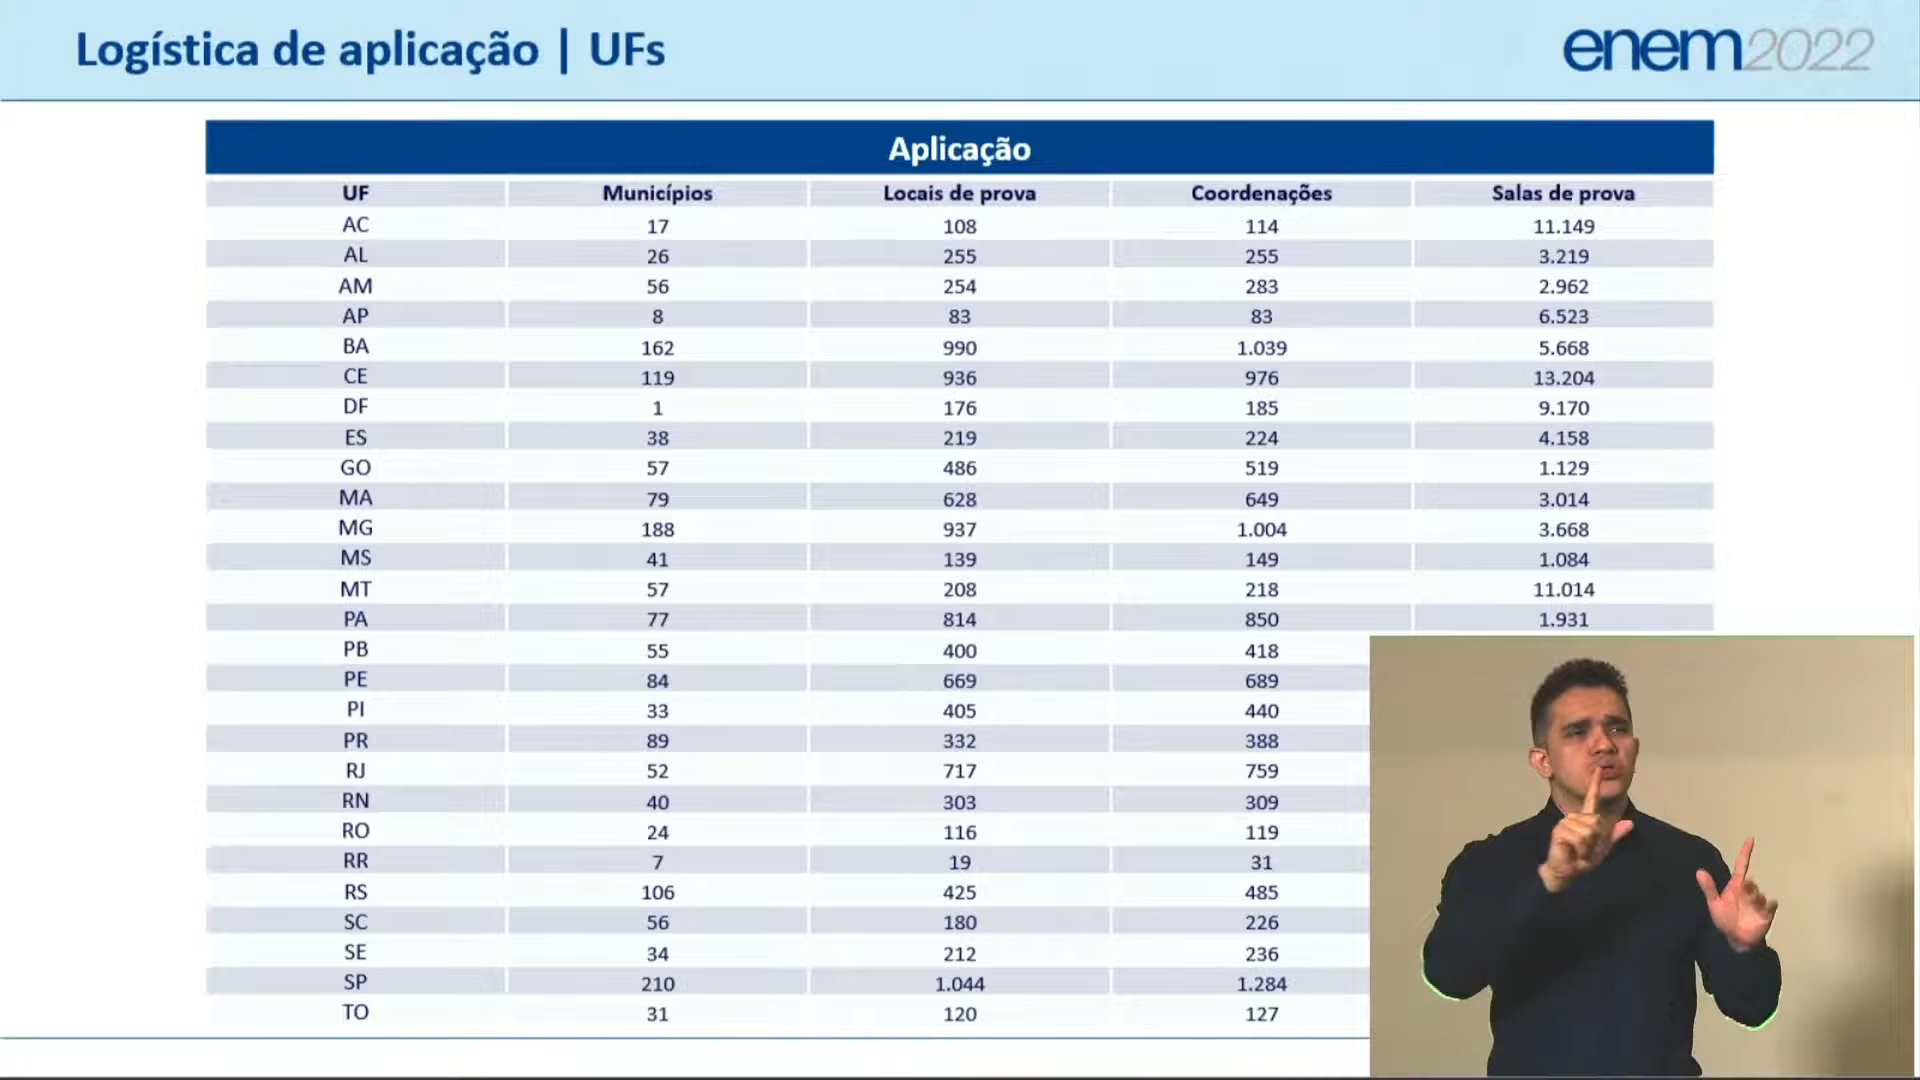 Logística de aplicação | UFs
enem2022
Aplicação
UF Municípios Locais de prova Coordenações Salas de prova
AC 17 108 114 11.149
AL 26 255 255 3.219
AM 56 254 283 2.962
AP 8 83 83 6.523
BA 162 990 1.039 5.668
CE 119 936 976 13.204
DF 1 176 185 9.170
ES 38 219 224 4.158
GO 57 486 519 1.129
MA 79 628 649 3.014
MG 188 937 1.004 3.668
MS 41 139 149 1.084
MT 57 208 218 11.014
PA 77 814 850 1.931
PB 55 400 418
PE 84 669 689
PI 33 405 440
PR 89 332 388
RJ 52 717 759
RN 40 303 309
RO 24 116 119
RR 7 19 31
RS 106 425 485
SC 56 180 226
SE 34 212 236
SP 210 1.044 1.284
TO 31 120 127